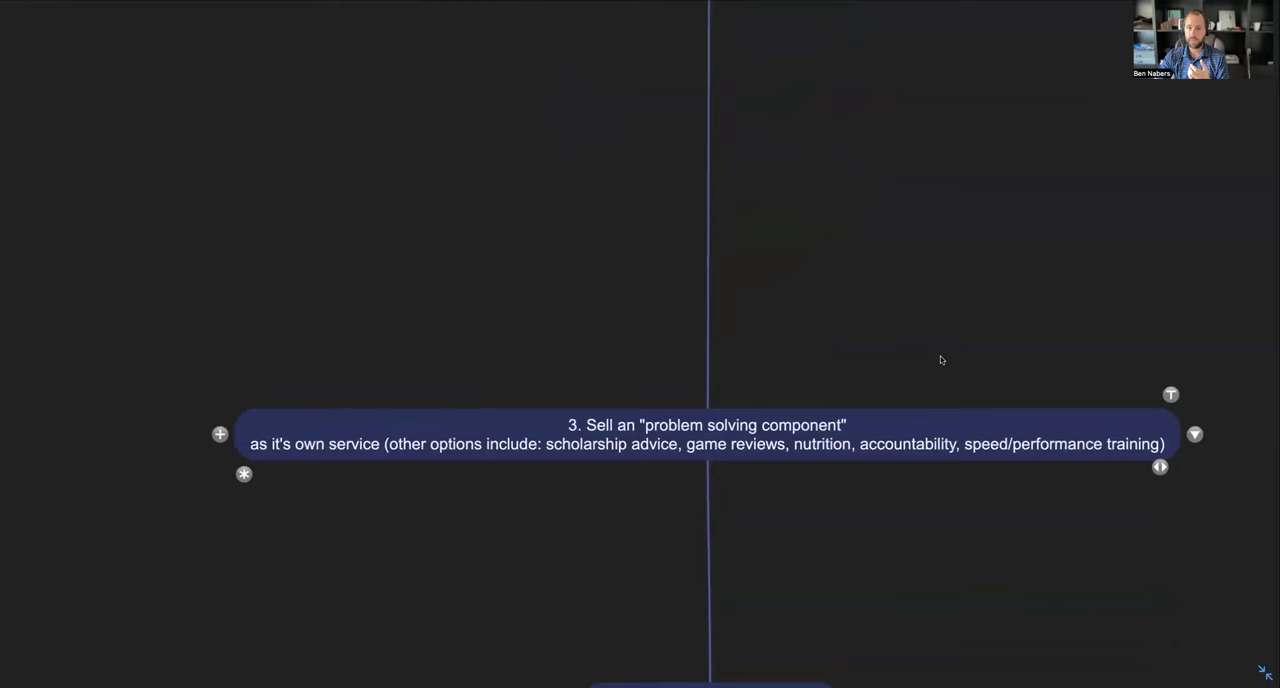 Ben Nabers
3. Sell an "problem solving component"
as it's own service (other options include: scholarship advice, game reviews, nutrition, accountability, speed/performance training)
T